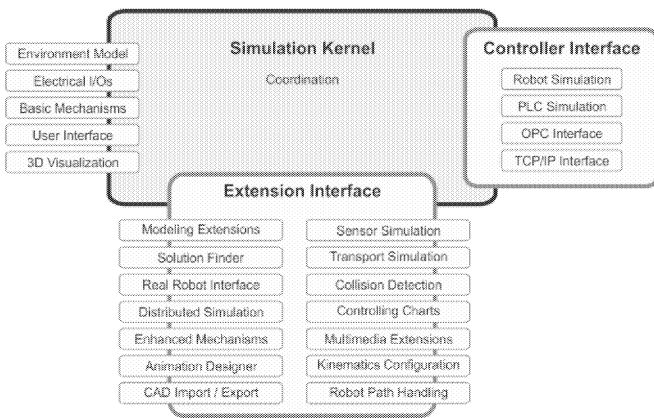 Simulation Kernel
Coordination
Environment Model
Electrical I/Os
Basic Mechanisms
User Interface
3D Visualization
Controller Interface
Robot Simulation
PLC Simulation
OPC Interface
TCP/IP Interface
Extension Interface
Modeling Extensions
Solution Finder
Real Robot Interface
Distributed Simulation
Enhanced Mechanisms
Animation Designer
CAD Import / Export
Sensor Simulation
Transport Simulation
Collision Detection
Controlling Charts
Multimedia Extensions
Kinematics Configuration
Robot Path Handling